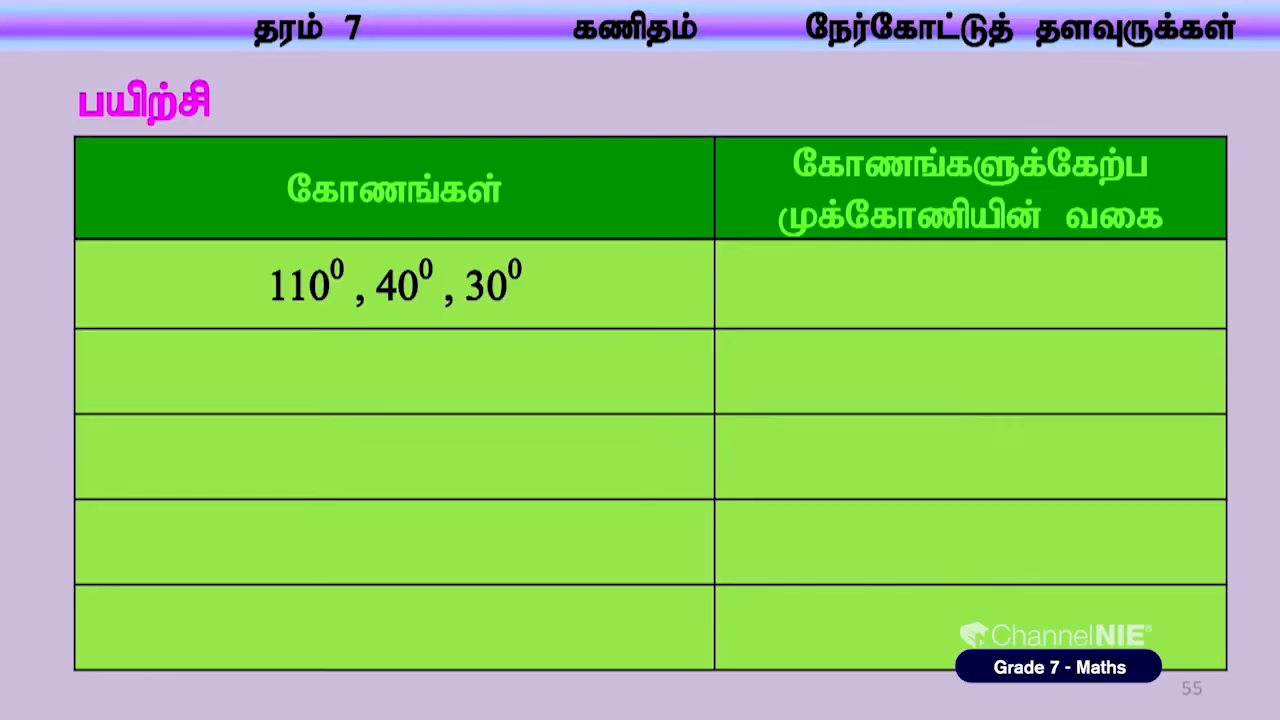 தரம் 7 கணிதம் நேர்கோட்டுத் தளவுருக்கள்
பயிற்சி
கோணங்கள்
கோணங்களுக்கேற்ப
முக்கோணியின் வகை
110⁰ , 40⁰ , 30⁰
ChannelNIE
Grade 7 - Maths
55